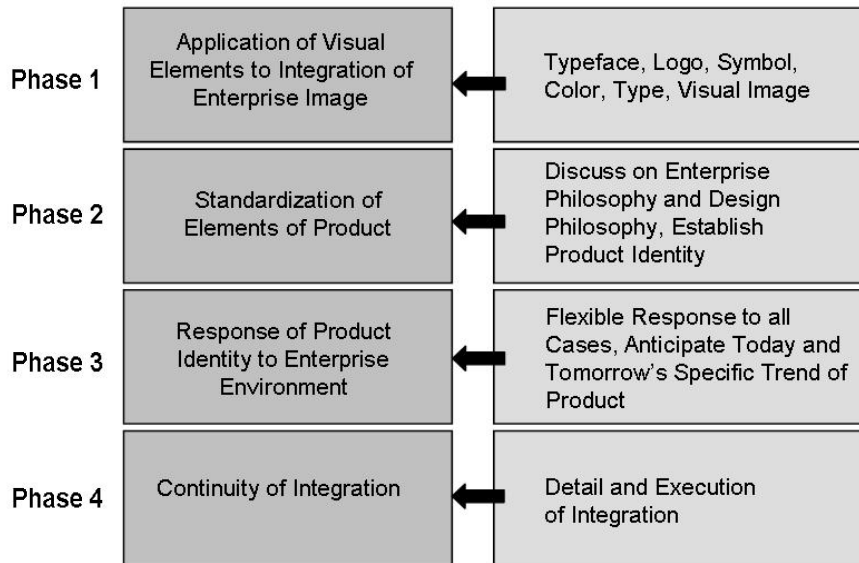 Phase 1
Application of Visual
Elements to Integration of
Enterprise Image
Typeface, Logo, Symbol,
Color, Type, Visual Image
Phase 2
Standardization of
Elements of Product
Discuss on Enterprise
Philosophy and Design
Philosophy, Establish
Product Identity
Phase 3
Response of Product
Identity to Enterprise
Environment
Flexible Response to all
Cases, Anticipate Today and
Tomorrow's Specific Trend of
Product
Phase 4
Continuity of Integration
Detail and Execution
of Integration